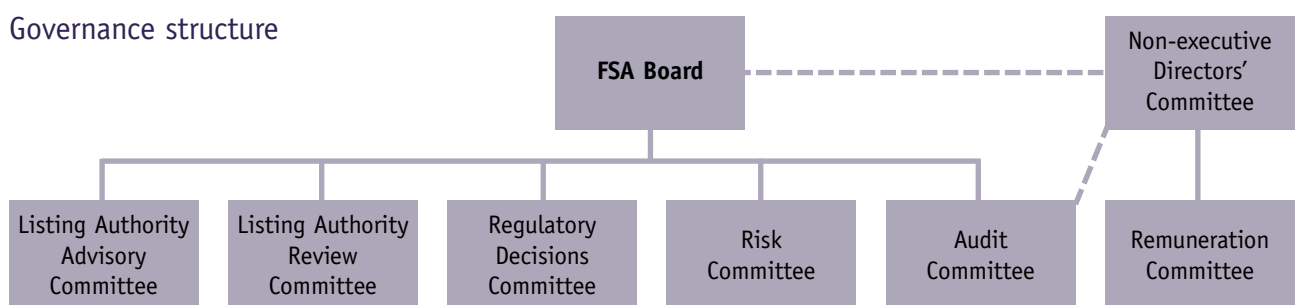 Governance structure
FSA Board
Non-executive
Directors’
Committee
Listing Authority
Advisory
Committee
Listing Authority
Review
Committee
Regulatory
Decisions
Committee
Risk
Committee
Audit
Committee
Remuneration
Committee